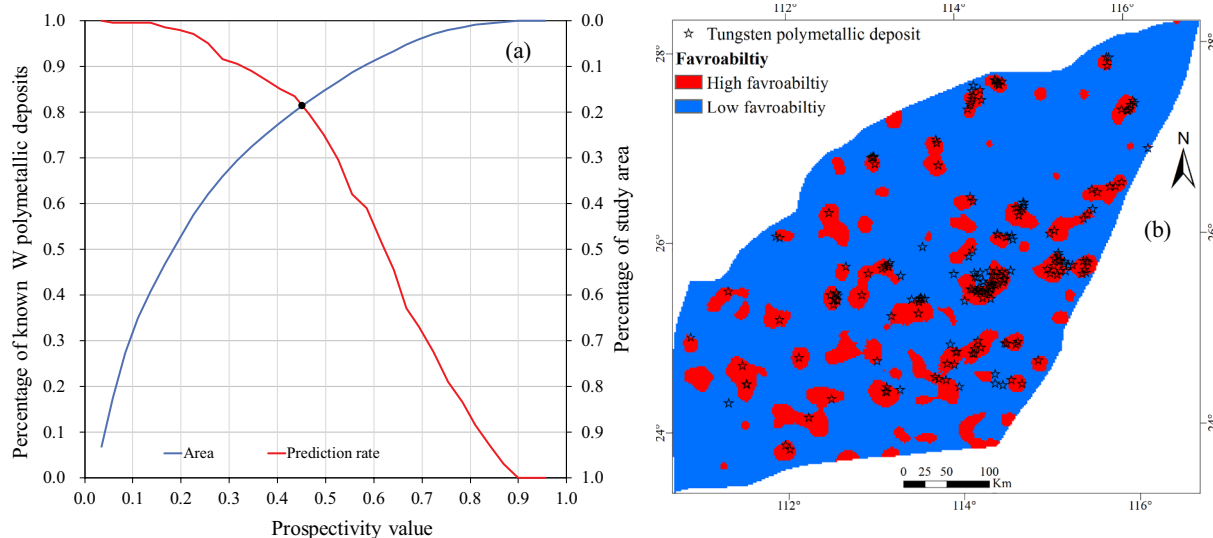 (a)
Percentage of known W polymetallic deposits
1.0
0.9
0.8
0.7
0.6
0.5
0.4
0.3
0.2
0.1
0.0
0.0
0.1
0.2
0.3
0.4
0.5
0.6
0.7
0.8
0.9
1.0
Percentage of study area
Area
Prediction rate
0.0 0.1 0.2 0.3 0.4 0.5 0.6 0.7 0.8 0.9 1.0
Prospectivity value
112° 114° 116°
28°
26°
24°
28°
26°
24°
Tungsten polymetallic deposit
Favroabiltiy
High favroabiltiy
Low favroabiltiy
N
(b)
0 25 50 100
Km
112° 114° 116°